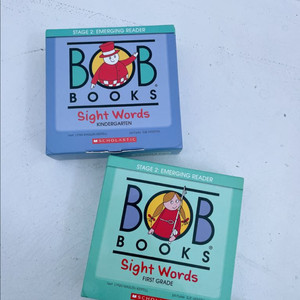 STAGE 2: EMERGING READER
BOB
BOOKS®
Sight Words
KINDERGARTEN
SCHOLASTIC
STAGE 2: EMERGING READER
BOB
BOOKS®
Sight Words
FIRST GRADE
SCHOLASTIC